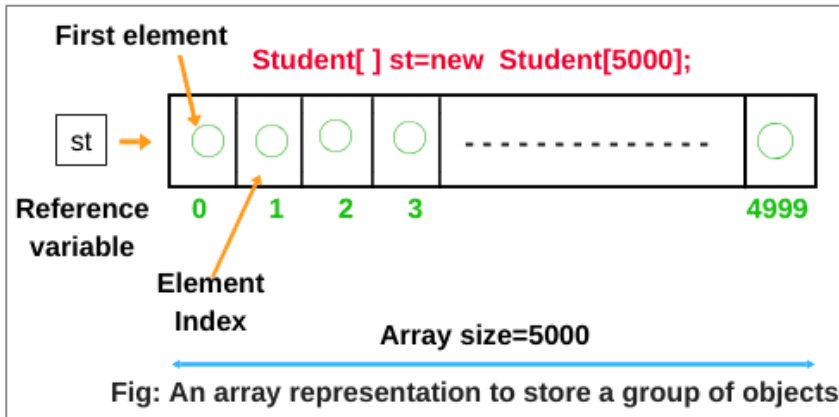 First element
Student[ ] st=new  Student[5000];
st
- - - - - - - - - - - - - -
Reference
variable
0 1 2 3 4999
Element
Index
Array size=5000
Fig: An array representation to store a group of objects